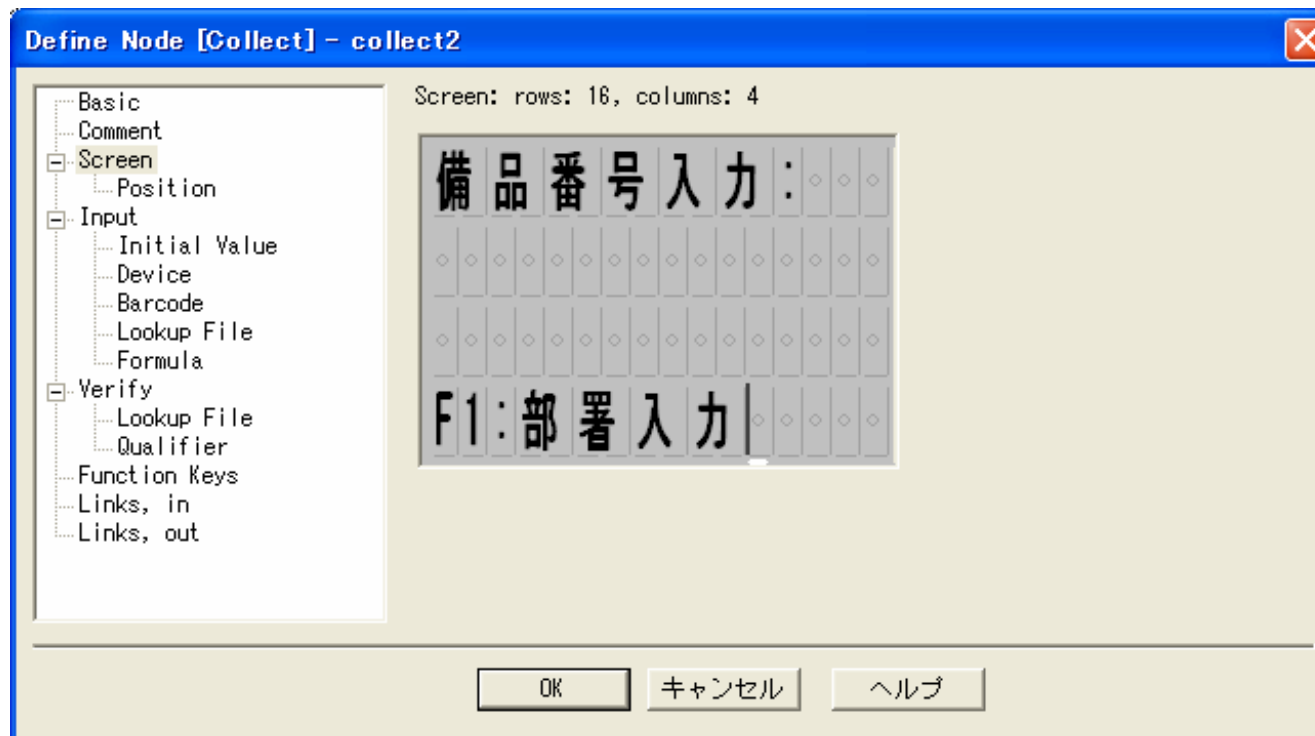 Define Node [Collect] - collect2
Basic
Comment
Screen
Position
Input
Initial Value
Device
Barcode
Lookup File
Formula
Verify
Lookup File
Qualifier
Function Keys
Links, in
Links, out
Screen: rows: 16, columns: 4
備品番号入力:
F1:部署入力
OK
キャンセル
ヘルプ